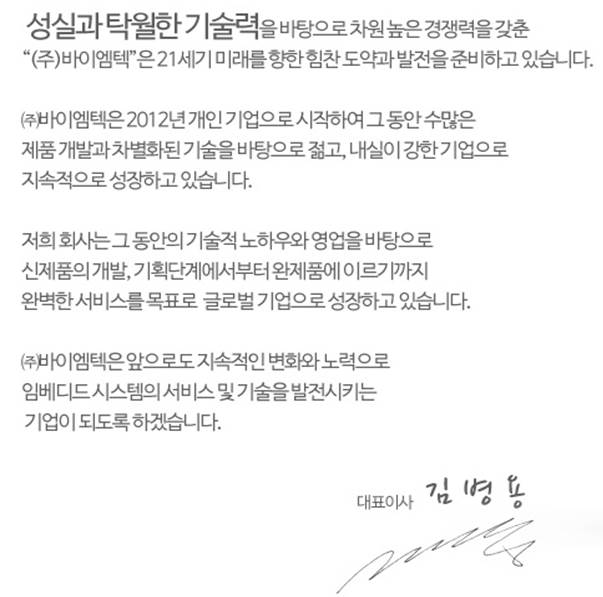 성실과 탁월한 기술력을 바탕으로 차원 높은 경쟁력을 갖춘
“(주)바이엠텍”은 21세기 미래를 향한 힘찬 도약과 발전을 준비하고 있습니다.
㈜바이엠텍은 2012년 개인 기업으로 시작하여 그 동안 수많은
제품 개발과 차별화된 기술을 바탕으로 젊고, 내실이 강한 기업으로
지속적으로 성장하고 있습니다.
저희 회사는 그 동안의 기술적 노하우와 영업을 바탕으로
신제품의 개발, 기획단계에서부터 완제품에 이르기까지
완벽한 서비스를 목표로 글로벌 기업으로 성장하고 있습니다.
㈜바이엠텍은 앞으로도 지속적인 변화와 노력으로
임베디드 시스템의 서비스 및 기술을 발전시키는
기업이 되도록 하겠습니다.
대표이사 김병용